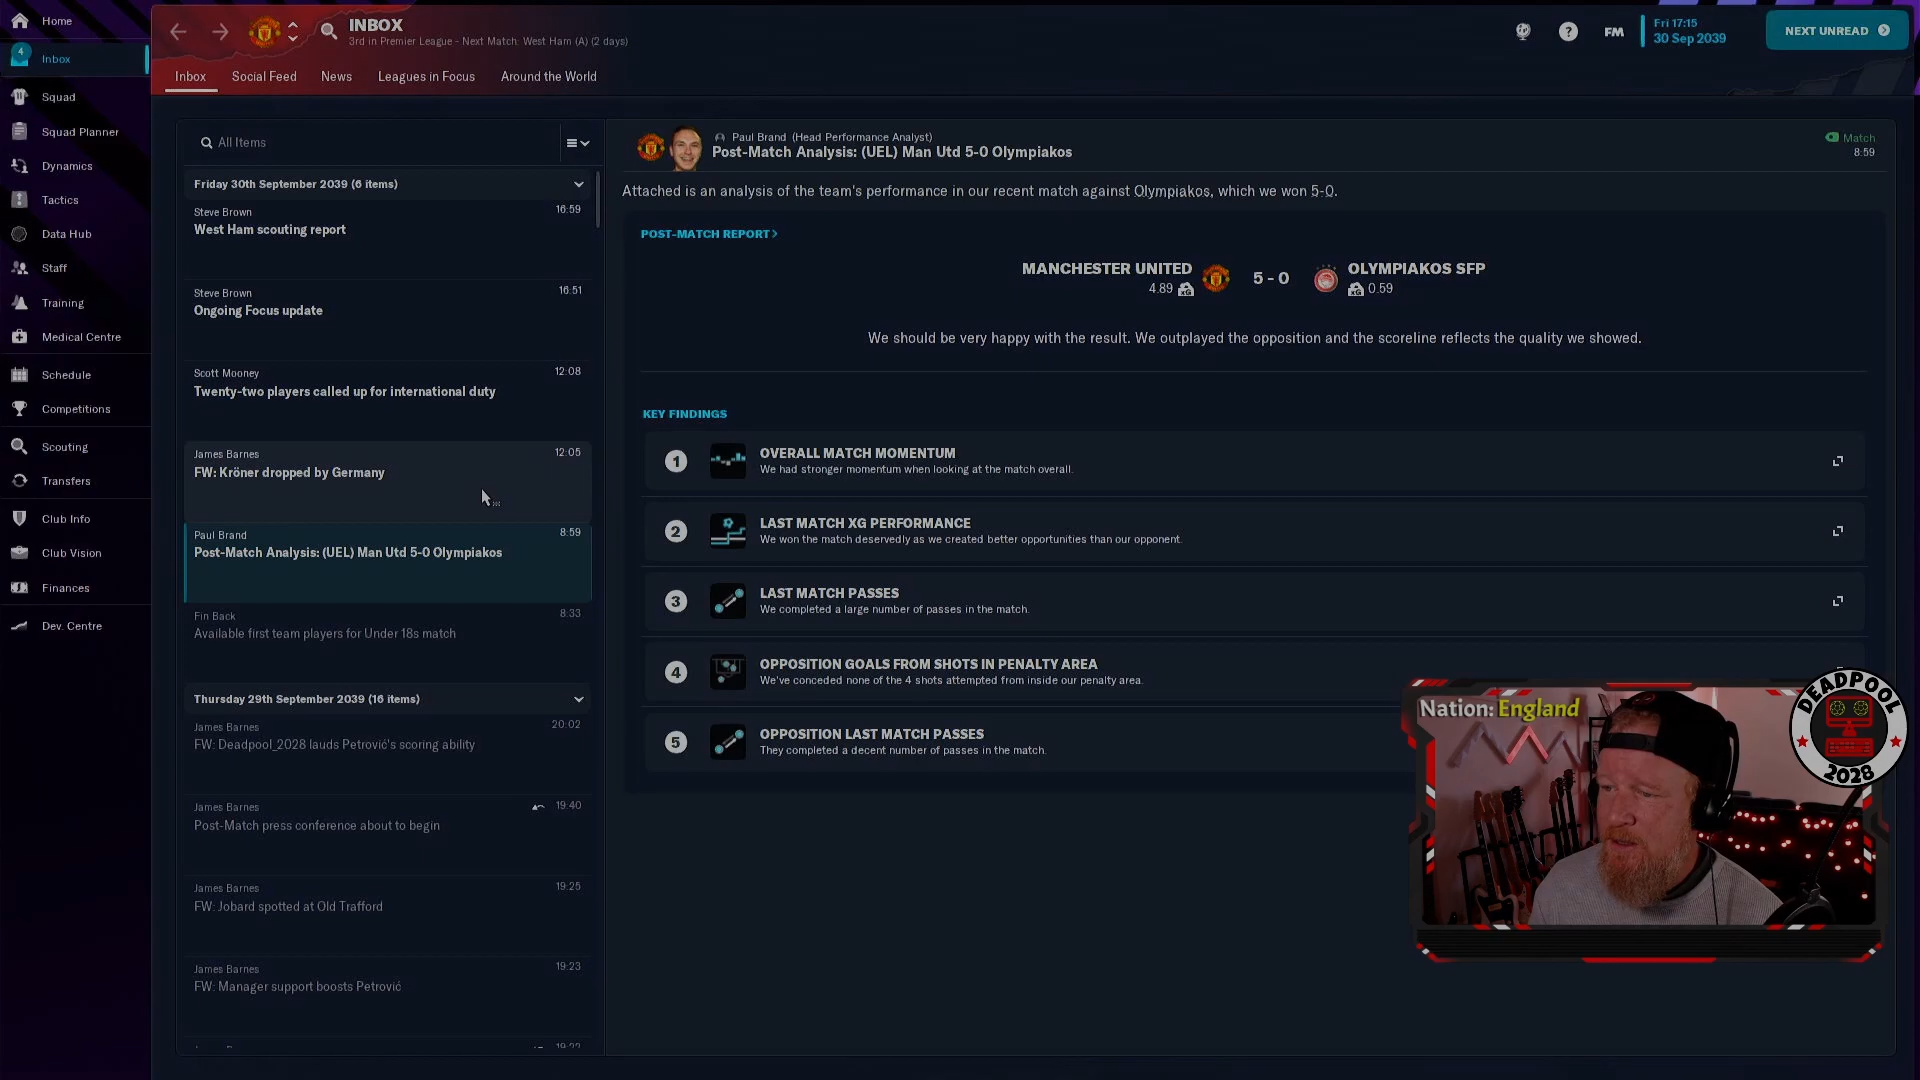 Home
4
Inbox
Squad
Squad Planner
Dynamics
Tactics
Data Hub
Staff
Training
Medical Centre
Schedule
Competitions
Scouting
Transfers
Club Info
Club Vision
Finances
Dev. Centre
INBOX
3rd in Premier League - Next Match: West Ham (A) (2 days)
FM
Fri 17:15
30 Sep 2039
NEXT UNREAD
Inbox
Social Feed
News
Leagues in Focus
Around the World
All Items
Friday 30th September 2039 (6 items)
Steve Brown 16:59
West Ham scouting report
Steve Brown 16:51
Ongoing Focus update
Scott Mooney 12:08
Twenty-two players called up for international duty
James Barnes 12:05
FW: Kröner dropped by Germany
Paul Brand 8:59
Post-Match Analysis: (UEL) Man Utd 5-0 Olympiakos
Fin Back 8:33
Available first team players for Under 18s match
Thursday 29th September 2039 (16 items)
James Barnes 20:02
FW: Deadpool_2028 lauds Petrović's scoring ability
James Barnes 19:40
Post-Match press conference about to begin
James Barnes 19:25
FW: Jobard spotted at Old Trafford
James Barnes 19:23
FW: Manager support boosts Petrović
Paul Brand (Head Performance Analyst)
Post-Match Analysis: (UEL) Man Utd 5-0 Olympiakos
Match
8:59
Attached is an analysis of the team's performance in our recent match against Olympiakos, which we won 5-0.
POST-MATCH REPORT
MANCHESTER UNITED 5 - 0 OLYMPIAKOS SFP
4.89 xG xG 0.59
We should be very happy with the result. We outplayed the opposition and the scoreline reflects the quality we showed.
KEY FINDINGS
1 OVERALL MATCH MOMENTUM
We had stronger momentum when looking at the match overall.
2 LAST MATCH XG PERFORMANCE
We won the match deservedly as we created better opportunities than our opponent.
3 LAST MATCH PASSES
We completed a large number of passes in the match.
4 OPPOSITION GOALS FROM SHOTS IN PENALTY AREA
We've conceded none of the 4 shots attempted from inside our penalty area.
5 OPPOSITION LAST MATCH PASSES
They completed a decent number of passes in the match.
Nation: England
DEADPOOL
2028